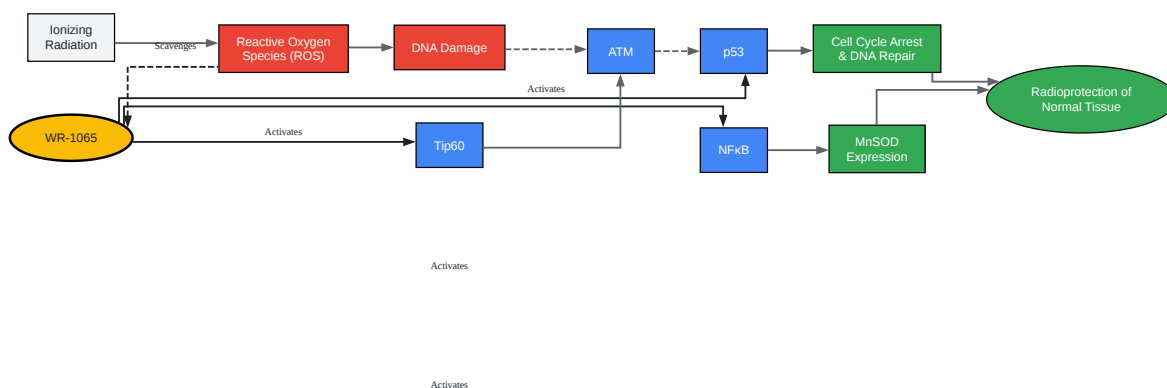 Ionizing
Radiation
Scavenges
Reactive Oxygen
Species (ROS)
DNA Damage
ATM
p53
Cell Cycle Arrest
& DNA Repair
Radioprotection of
Normal Tissue
Activates
WR-1065
Activates
Tip60
NFκB
MnSOD
Expression
Activates
Activates